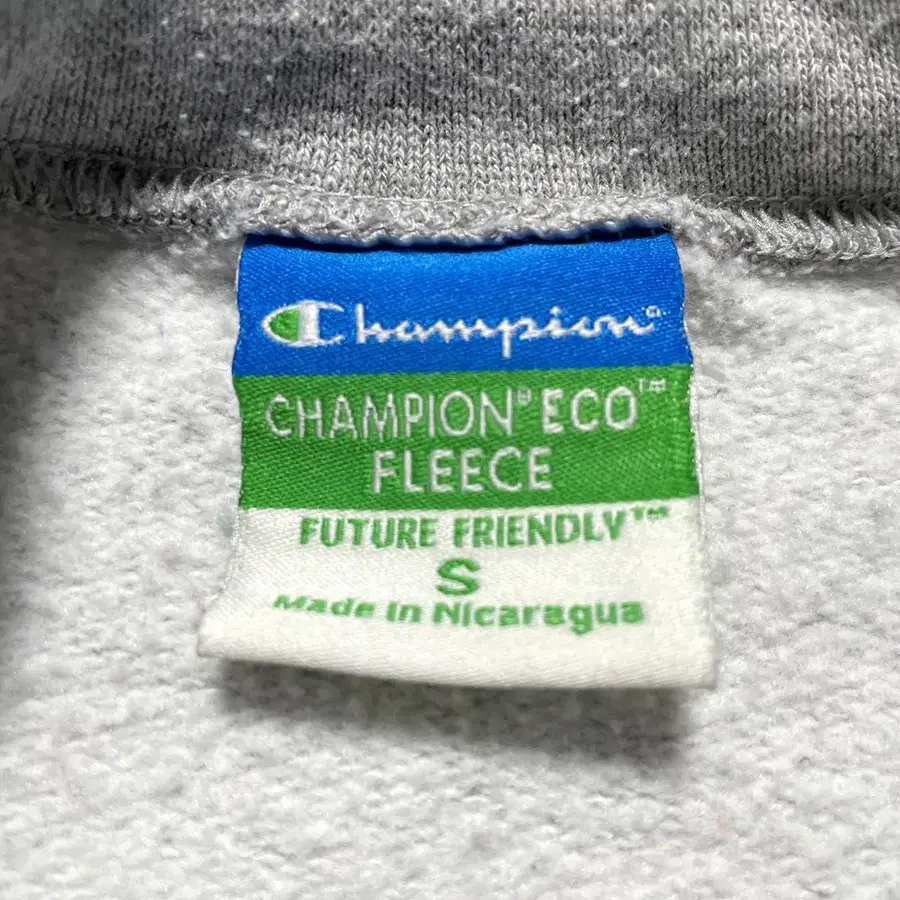 Champion®
CHAMPION® ECO™
FLEECE
FUTURE FRIENDLY™
S
Made in Nicaragua